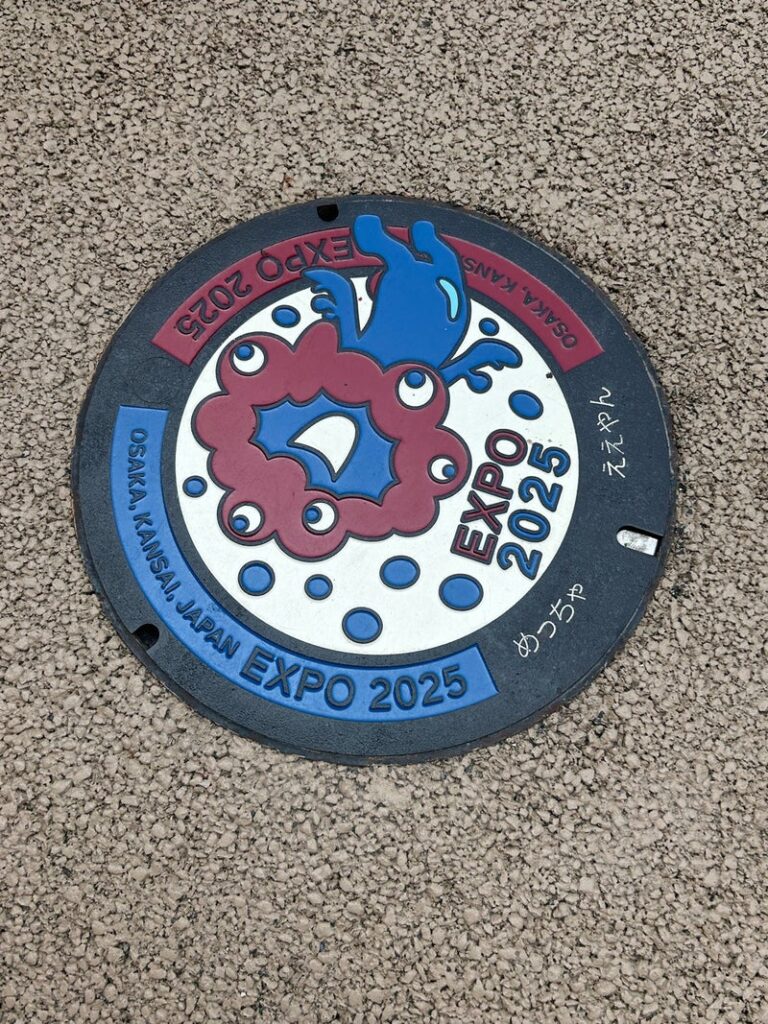 EXPO 2025
OSAKA, KANS
EXPO
2025
OSAKA, KANSAI, JAPAN EXPO 2025
めっちゃ
ええやん